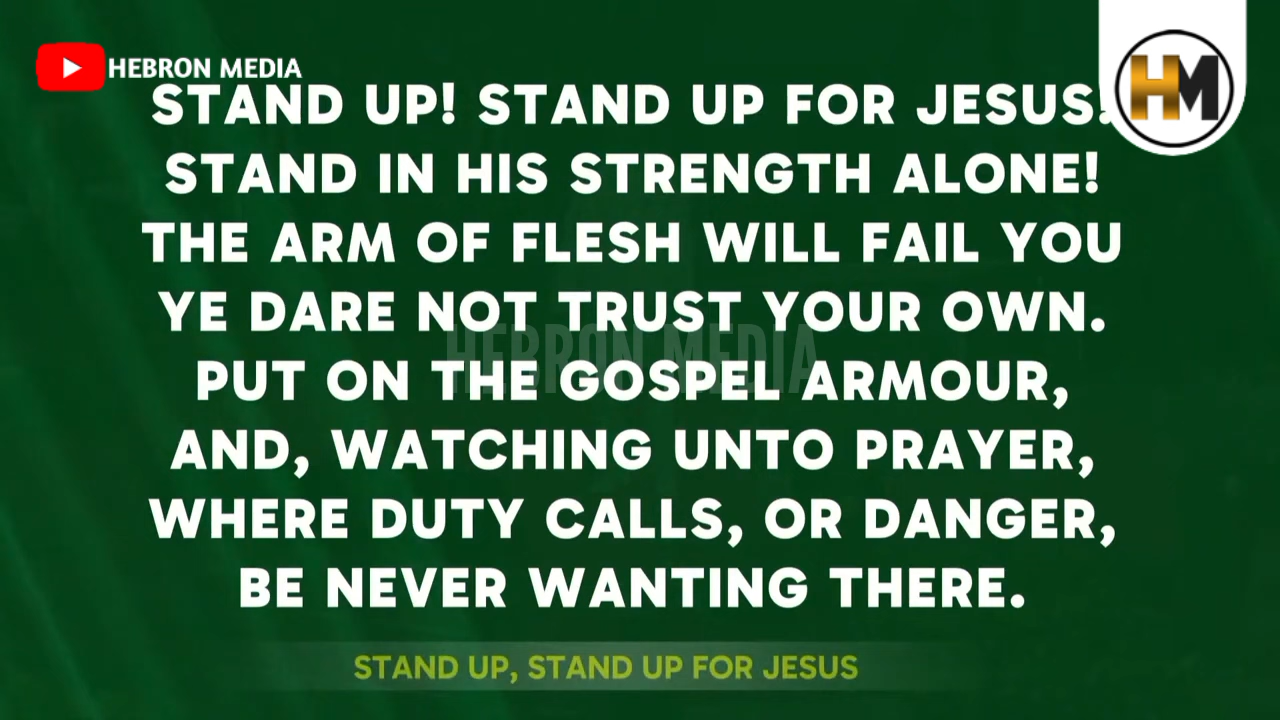 HEBRON MEDIA
HM
STAND UP! STAND UP FOR JESUS!
STAND IN HIS STRENGTH ALONE!
THE ARM OF FLESH WILL FAIL YOU
YE DARE NOT TRUST YOUR OWN.
HEBRON MEDIA
PUT ON THE GOSPEL ARMOUR,
AND, WATCHING UNTO PRAYER,
WHERE DUTY CALLS, OR DANGER,
BE NEVER WANTING THERE.
STAND UP, STAND UP FOR JESUS